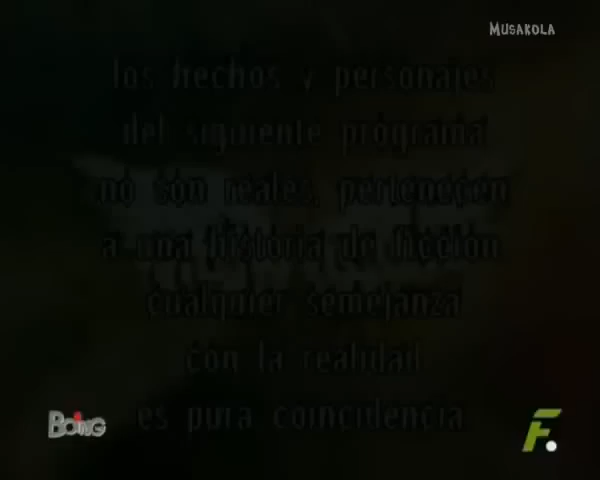 Musakola
los hechos y personajes
del siguiente programa
no son reales, pertenecen
a una historia de ficción
cualquier semejanza
con la realidad
es pura coincidencia
BoinG
F.